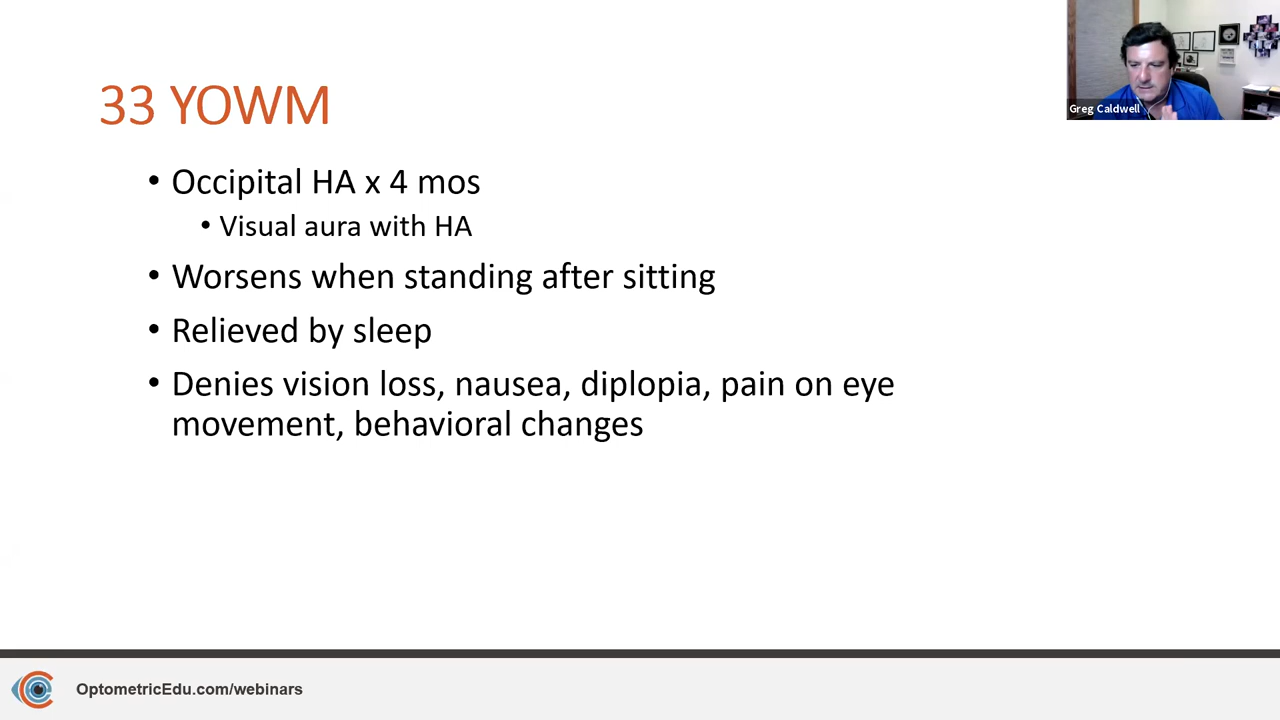 33 YOWM
Greg Caldwell
• Occipital HA x 4 mos
• Visual aura with HA
• Worsens when standing after sitting
• Relieved by sleep
• Denies vision loss, nausea, diplopia, pain on eye
movement, behavioral changes
OptometricEdu.com/webinars